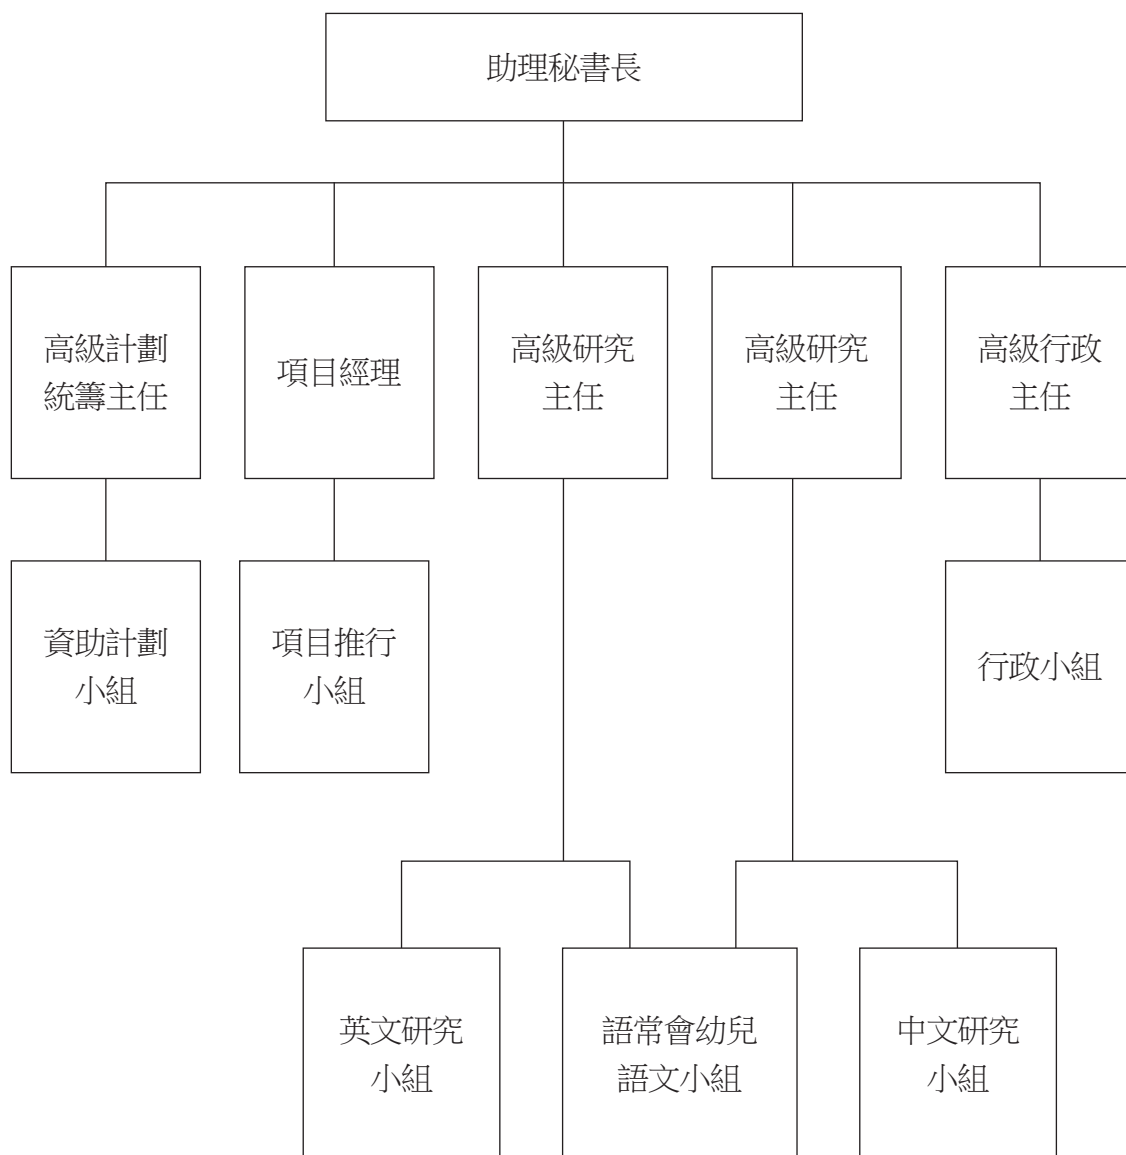 助理秘書長
高級計劃
統籌主任
項目經理
高級研究
主任
高級研究
主任
高級行政
主任
資助計劃
小組
項目推行
小組
行政小組
英文研究
小組
語常會幼兒
語文小組
中文研究
小組